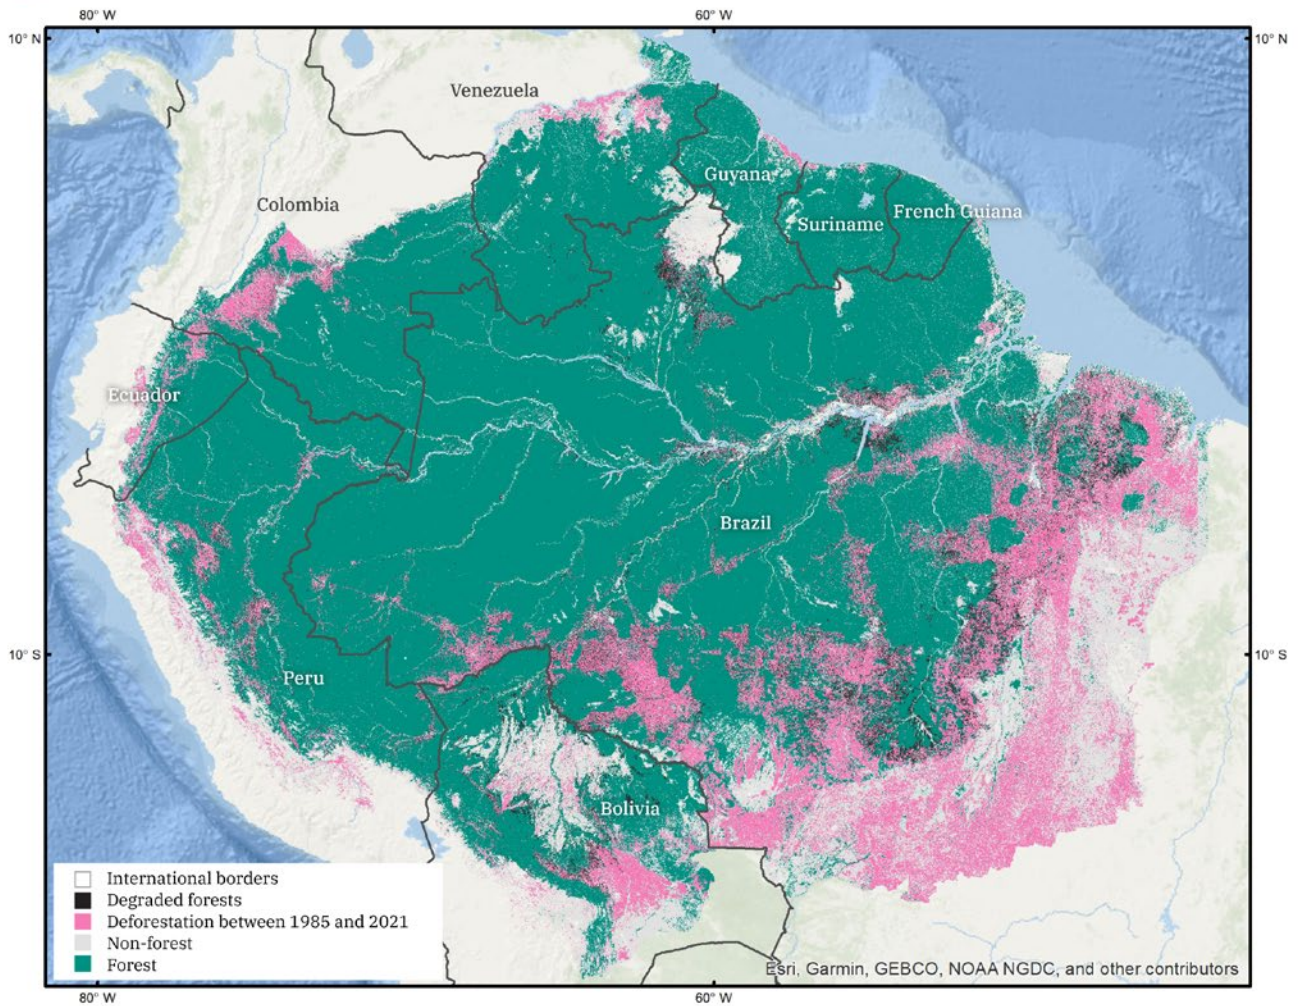 80° W
60° W
10° N
10° N
Venezuela
Guyana
Colombia
Suriname
French Guiana
Ecuador
Brazil
10° S
10° S
Peru
Bolivia
International borders
Degraded forests
Deforestation between 1985 and 2021
Non-forest
Forest
Esri, Garmin, GEBCO, NOAA NGDC, and other contributors
80° W
60° W